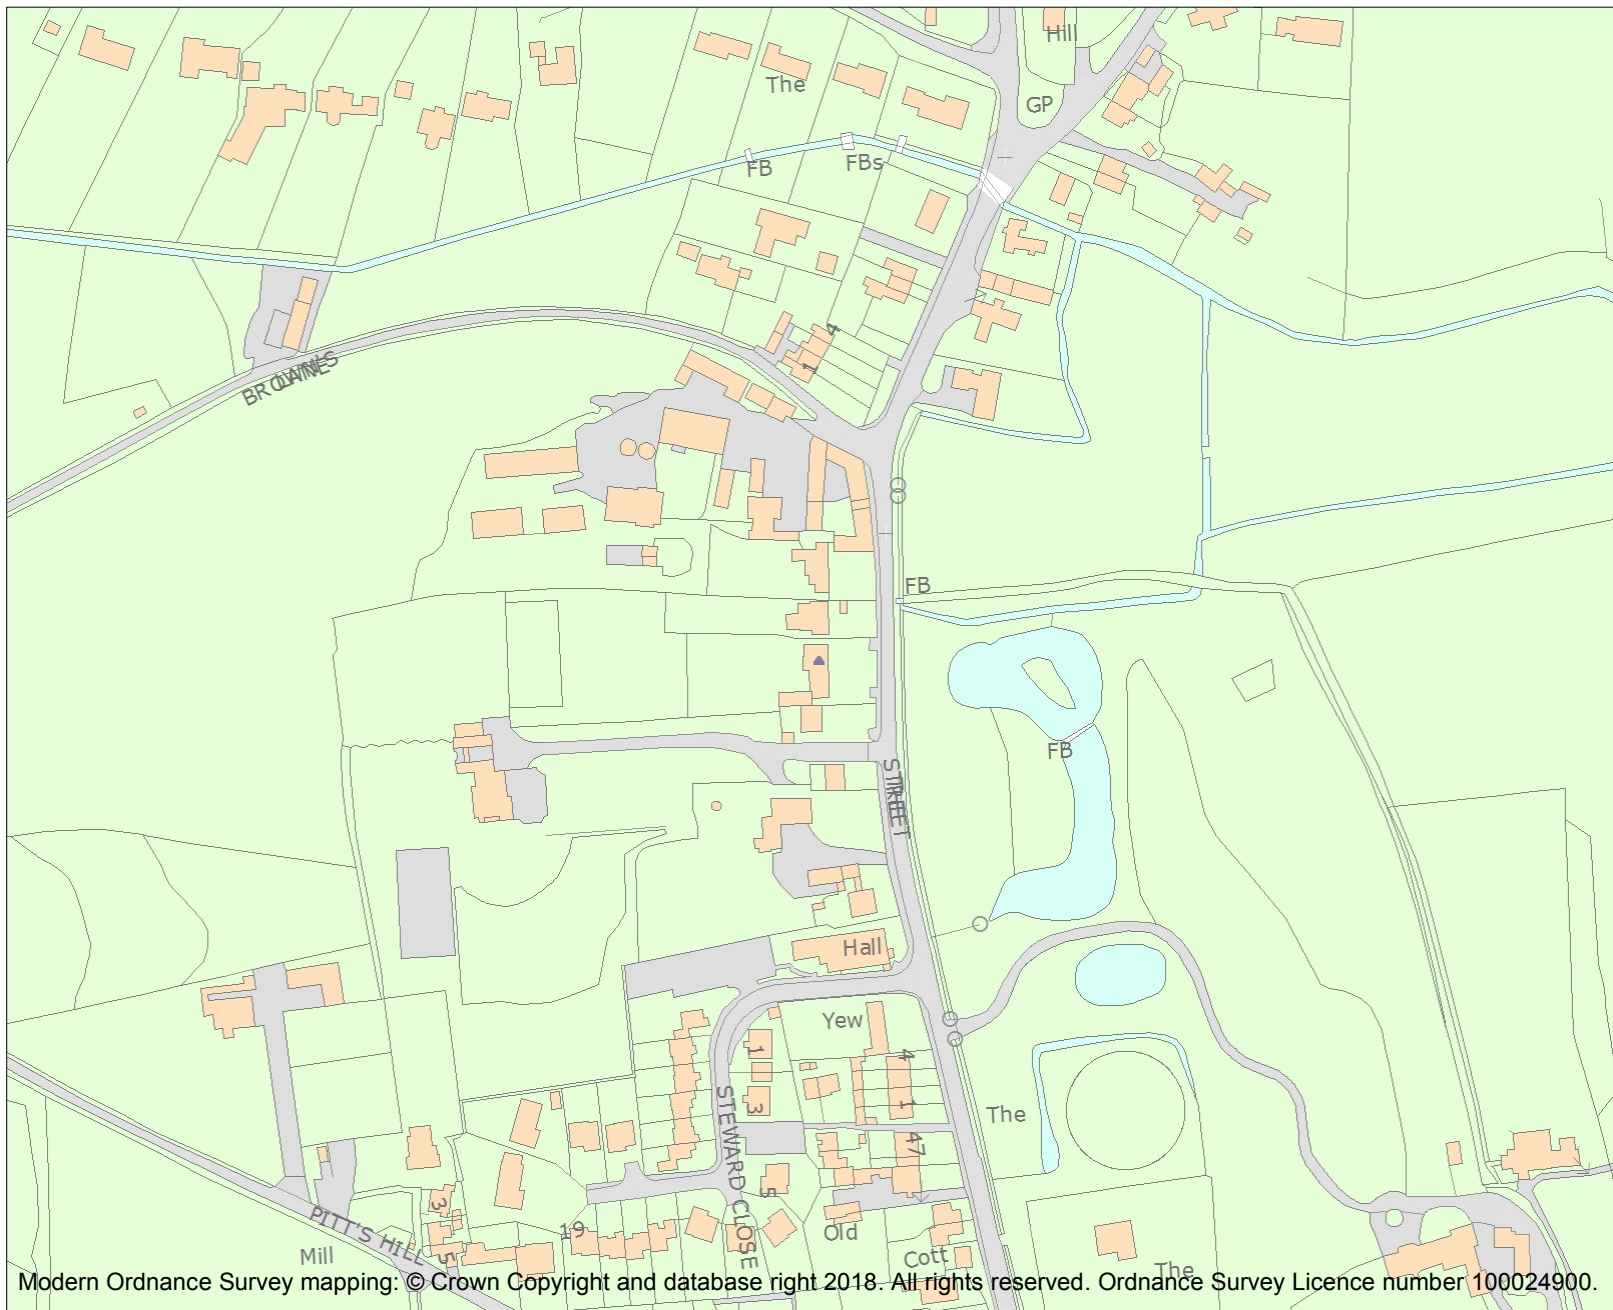 Hill
The
GP
FB
FBs
4
1
BROWN'S
LANE
FB
FB
THE
STREET
Hall
Yew
1
3
4
1
47
The
STEWARD CLOSE
5
3
5
19
PITT'S HILL
Mill
Old
Cott
The
Modern Ordnance Survey mapping: © Crown Copyright and database right 2018. All rights reserved. Ordnance Survey Licence number 100024900.